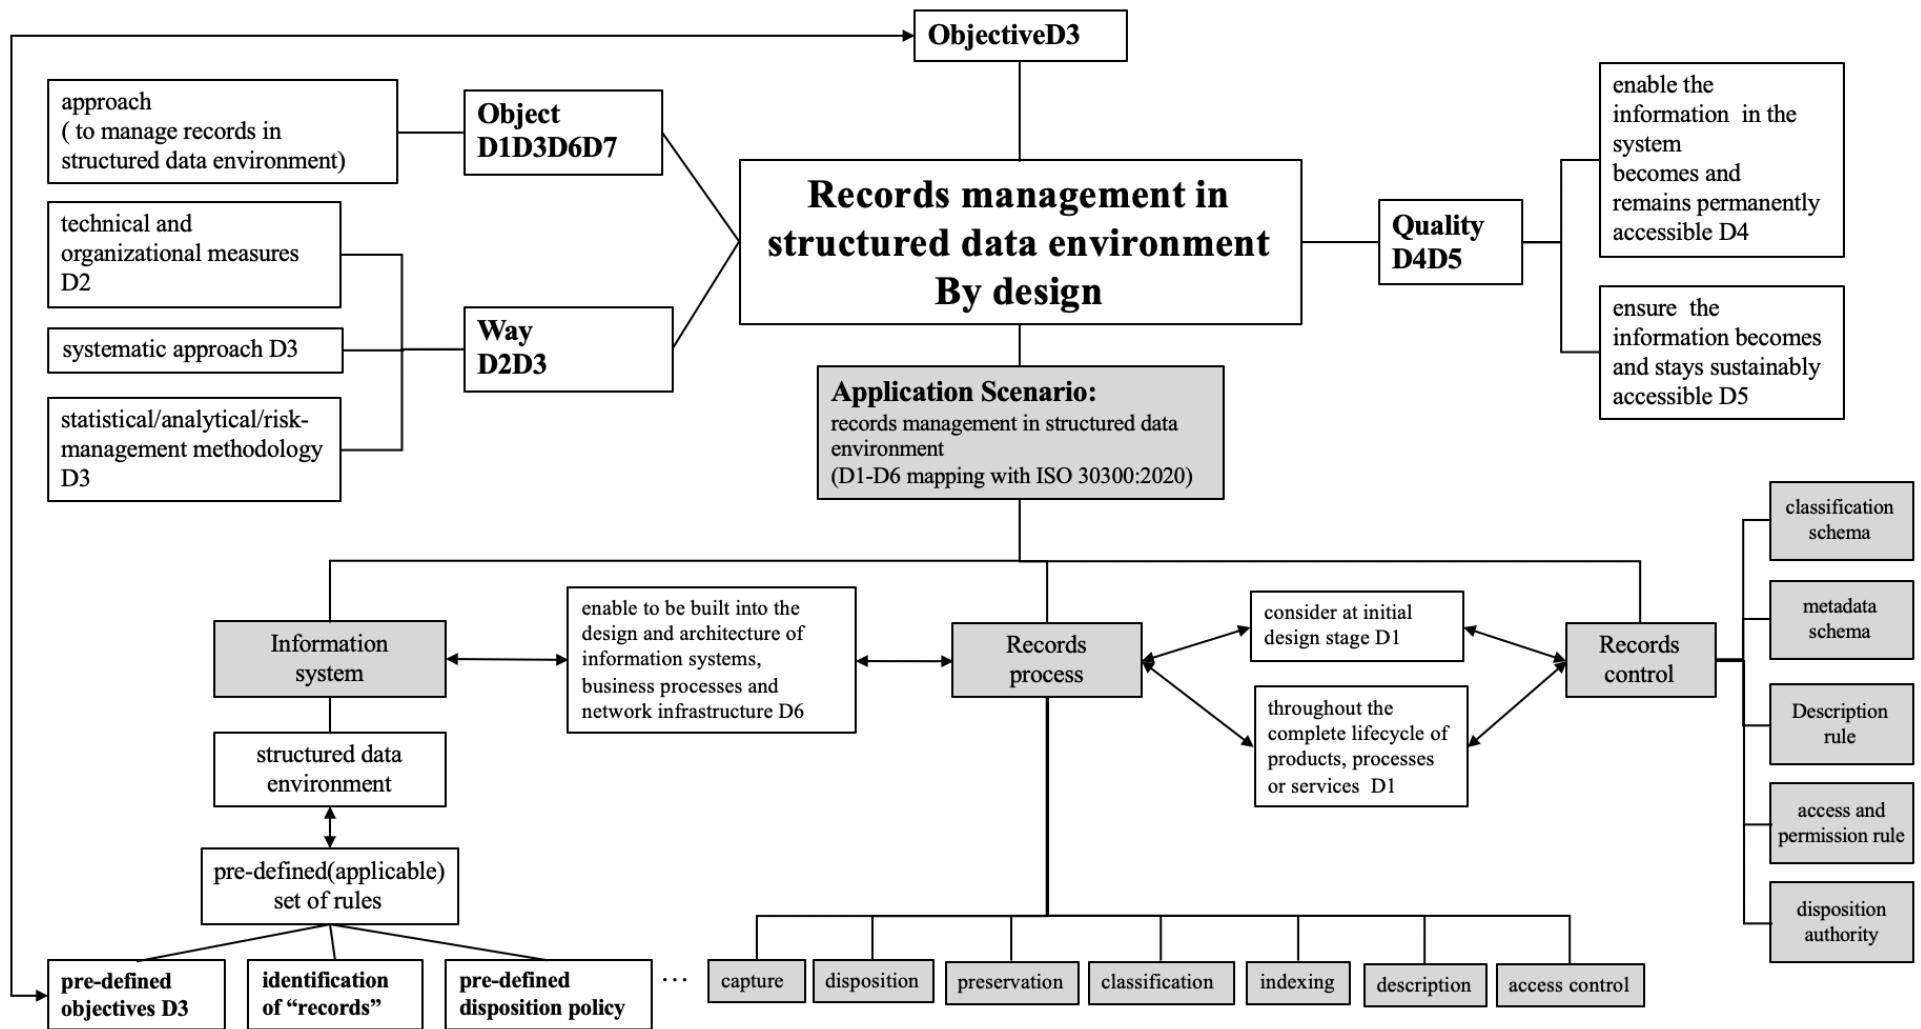 ObjectiveD3
approach
( to manage records in
structured data environment)
Object
D1D3D6D7
technical and
organizational measures
D2
systematic approach D3
statistical/analytical/risk-
management methodology
D3
Way
D2D3
Records management in
structured data environment
By design
Quality
D4D5
enable the
information in the
system
becomes and
remains permanently
accessible D4
ensure the
information becomes
and stays sustainably
accessible D5
Application Scenario:
records management in structured data
environment
(D1-D6 mapping with ISO 30300:2020)
Information
system
enable to be built into the
design and architecture of
information systems,
business processes and
network infrastructure D6
Records
process
consider at initial
design stage D1
throughout the
complete lifecycle of
products, processes
or services D1
Records
control
classification
schema
metadata
schema
Description
rule
access and
permission rule
disposition
authority
structured data
environment
pre-defined(applicable)
set of rules
pre-defined
objectives D3
identification
of “records”
pre-defined
disposition policy
…
capture
disposition
preservation
classification
indexing
description
access control